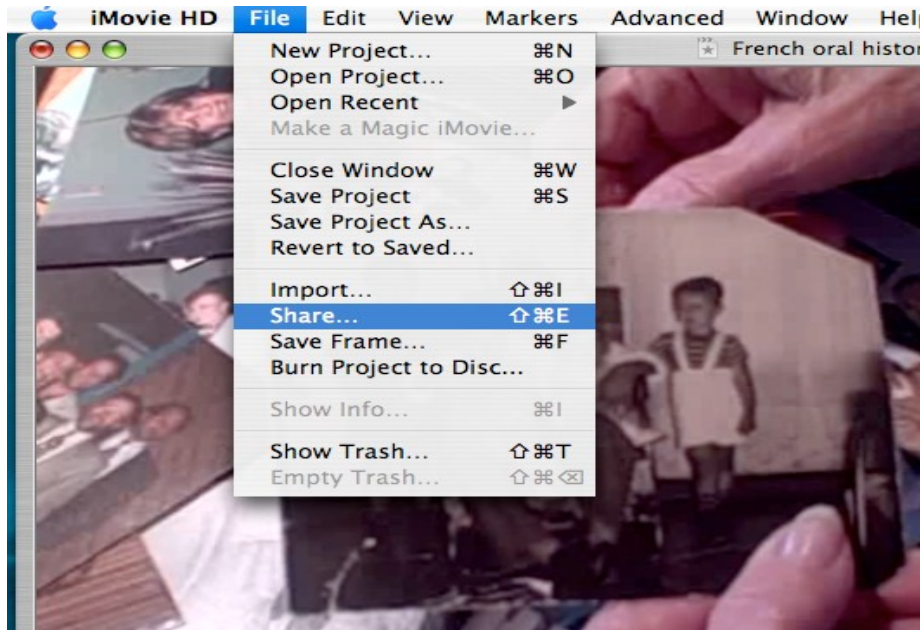 iMovie HD File Edit View Markers Advanced Window Hel
French oral histor
New Project... ⌘N
Open Project... ⌘O
Open Recent ▶
Make a Magic iMovie...
Close Window ⌘W
Save Project ⌘S
Save Project As...
Revert to Saved...
Import... ⇧⌘I
Share... ⇧⌘E
Save Frame... ⌘F
Burn Project to Disc...
Show Info... ⌘I
Show Trash... ⇧⌘T
Empty Trash... ⇧⌘⌫